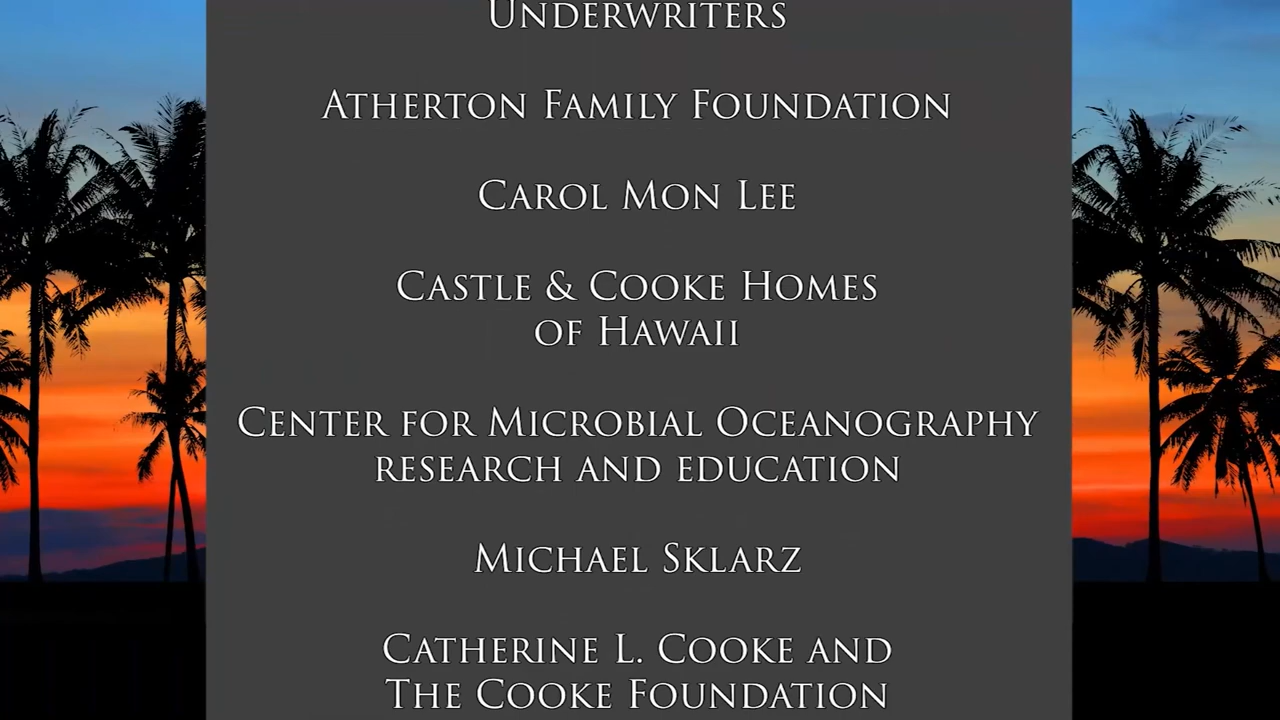 Underwriters
Atherton Family Foundation
Carol Mon Lee
Castle & Cooke Homes
of Hawaii
Center for Microbial Oceanography
research and education
Michael Sklarz
Catherine L. Cooke and
The Cooke Foundation